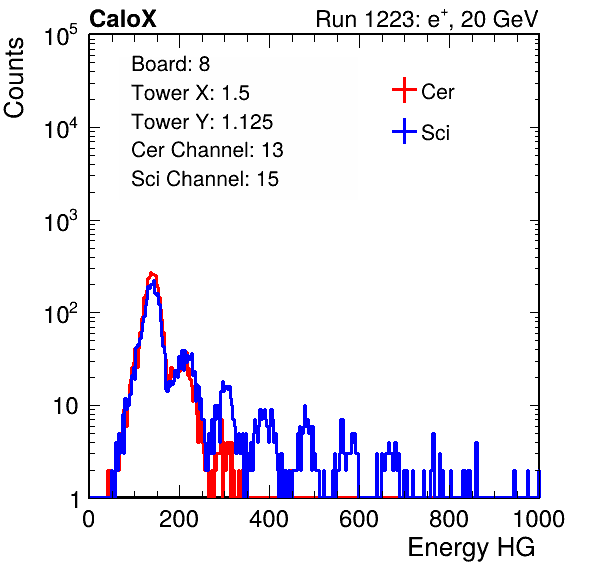 CaloX Run 1223: e⁺, 20 GeV
Counts
Board: 8
Tower X: 1.5
Tower Y: 1.125
Cer Channel: 13
Sci Channel: 15
Cer
Sci
10⁵
10⁴
10³
10²
10
1
0 200 400 600 800 1000
Energy HG